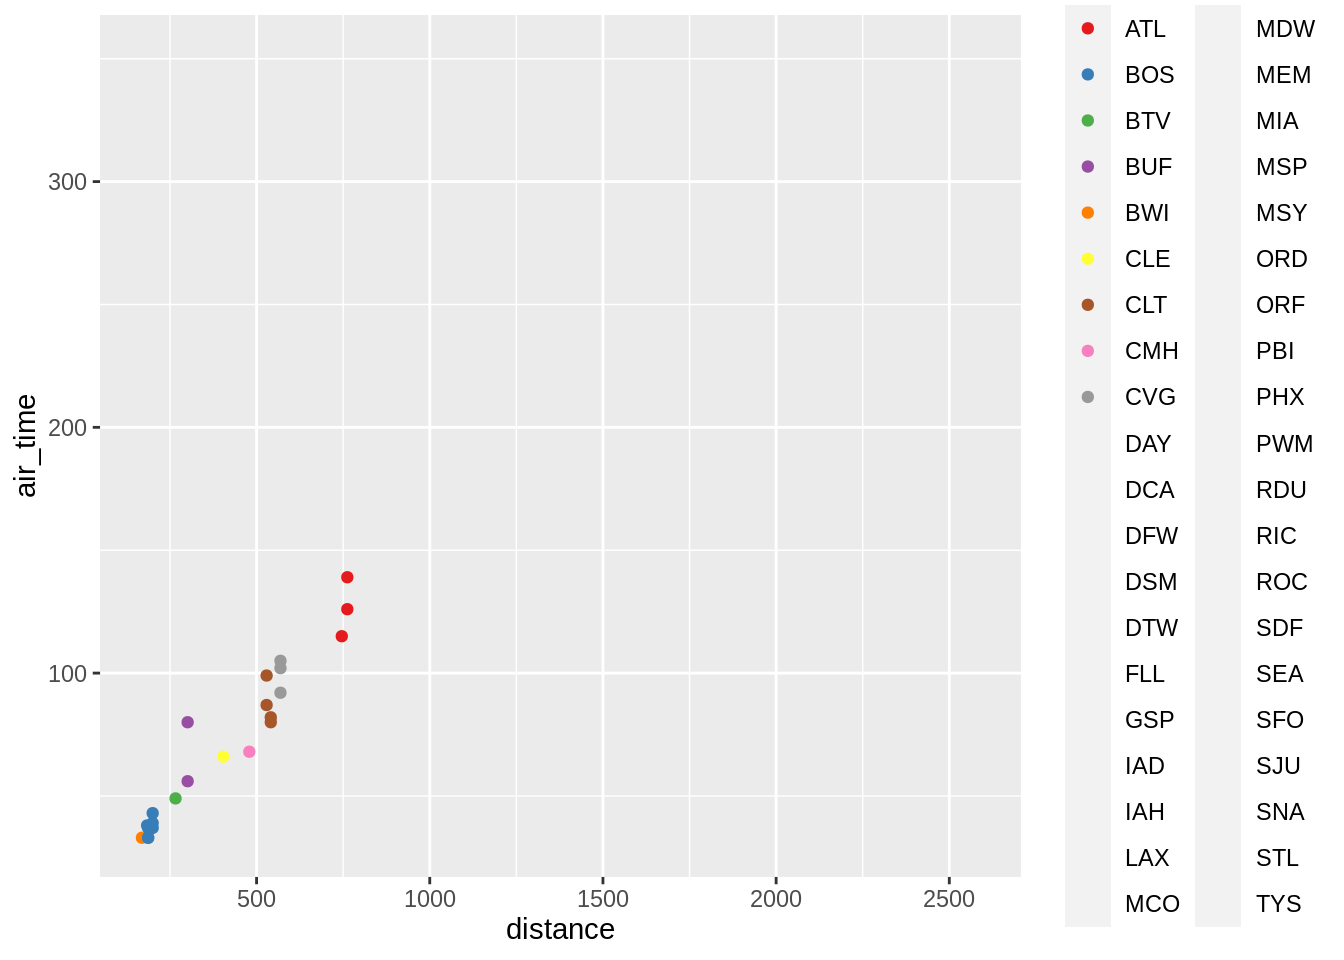 300
200
100
air_time
500 1000 1500 2000 2500
distance
ATL
BOS
BTV
BUF
BWI
CLE
CLT
CMH
CVG
DAY
DCA
DFW
DSM
DTW
FLL
GSP
IAD
IAH
LAX
MCO
MDW
MEM
MIA
MSP
MSY
ORD
ORF
PBI
PHX
PWM
RDU
RIC
ROC
SDF
SEA
SFO
SJU
SNA
STL
TYS